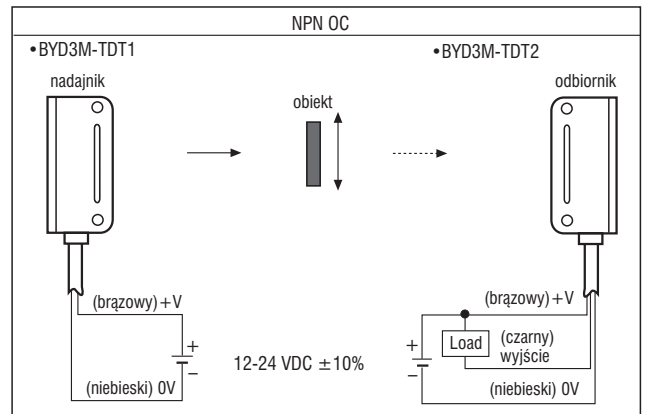 NPN OC
•BYD3M-TDT1
•BYD3M-TDT2
nadajnik
odbiornik
obiekt
(brązowy)+V
(brązowy)+V
+
12-24 VDC ±10%
+
Load
(czarny)
wyjście
−
−
(niebieski) 0V
(niebieski) 0V